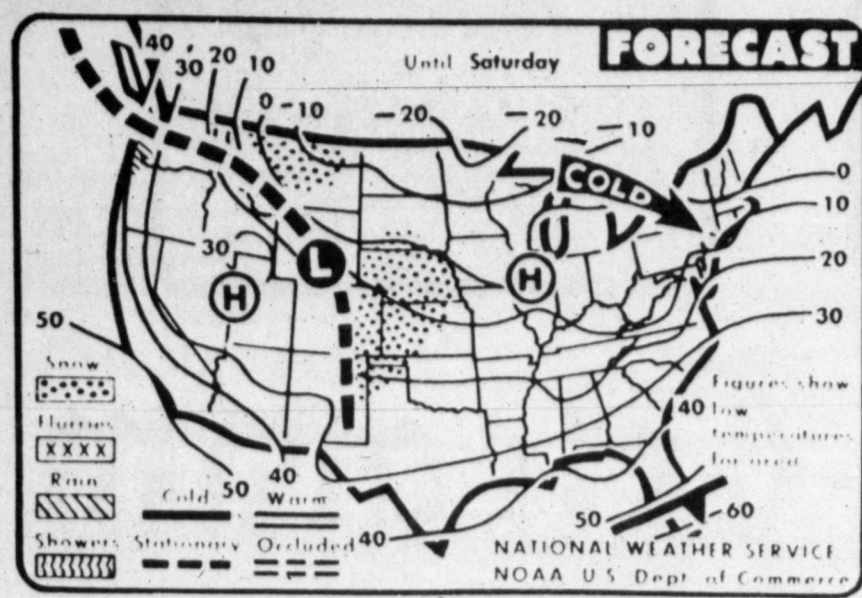 FORECAST
Until Saturday
40
30
20
10
0
-10
-20
-20
-10
COLD
0
10
20
30
30
L
H
H
50
Snow
Figures show
40 low
temperatures
for area
Flurries
Rain
50
40
Cold
Warm
40
50
60
Showers
Stationary
Occluded
NATIONAL WEATHER SERVICE
NOAA U S Dept of Commerce